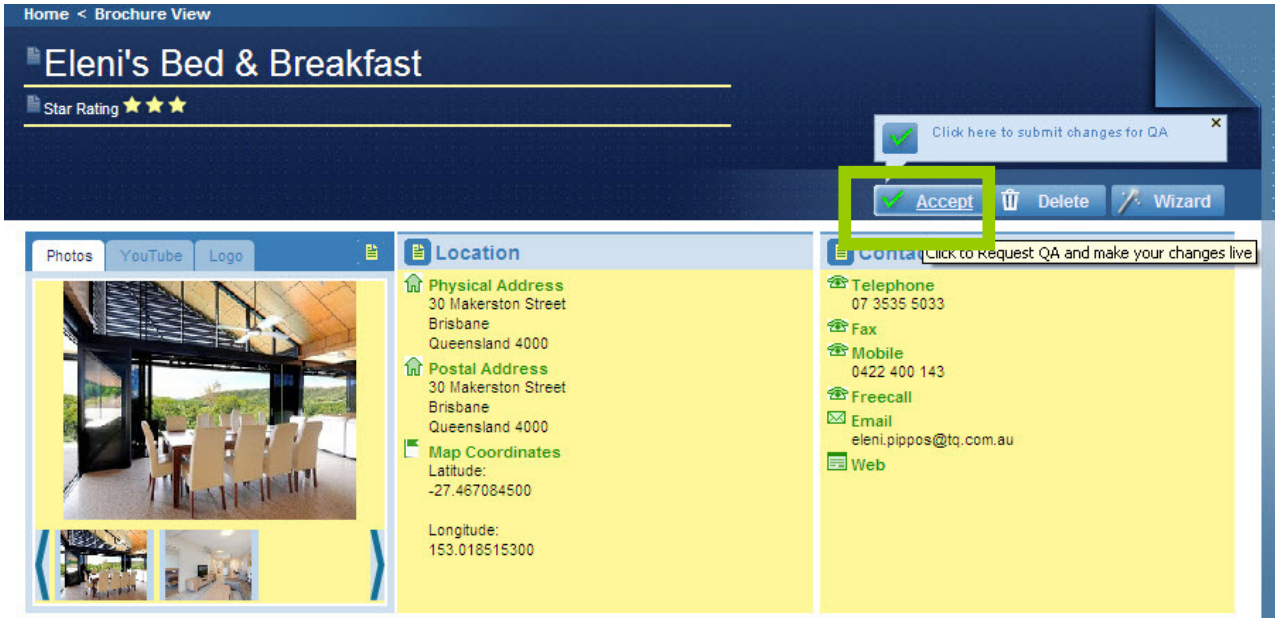 Home < Brochure View
Eleni's Bed & Breakfast
Star Rating
Click here to submit changes for QA
Accept
Delete
Wizard
Photos
YouTube
Logo
Location
Physical Address
30 Makerston Street
Brisbane
Queensland 4000
Postal Address
30 Makerston Street
Brisbane
Queensland 4000
Map Coordinates
Latitude:
-27.467084500
Longitude:
153.018515300
Click to Request QA and make your changes live
Telephone
07 3535 5033
Fax
Mobile
0422 400 143
Freecall
Email
eleni.pippos@tq.com.au
Web